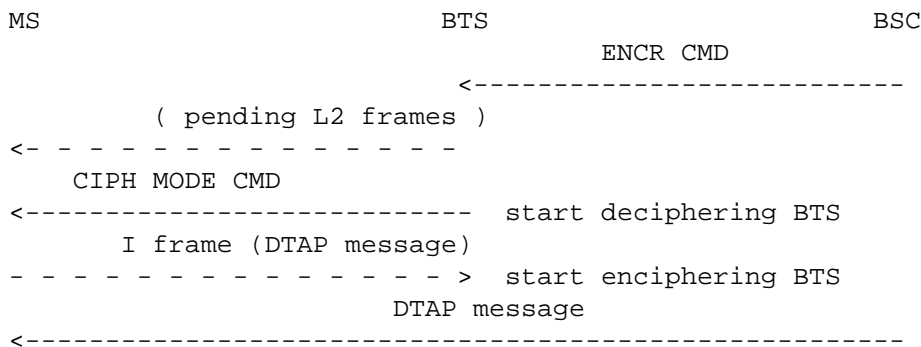 MS BTS BSC
ENCR CMD
<---------------------------
( pending L2 frames )
<- - - - - - - - - - - - - -
CIPH MODE CMD
<---------------------------- start deciphering BTS
I frame (DTAP message)
- - - - - - - - - - - - - - > start enciphering BTS
DTAP message
<-------------------------------------------------------